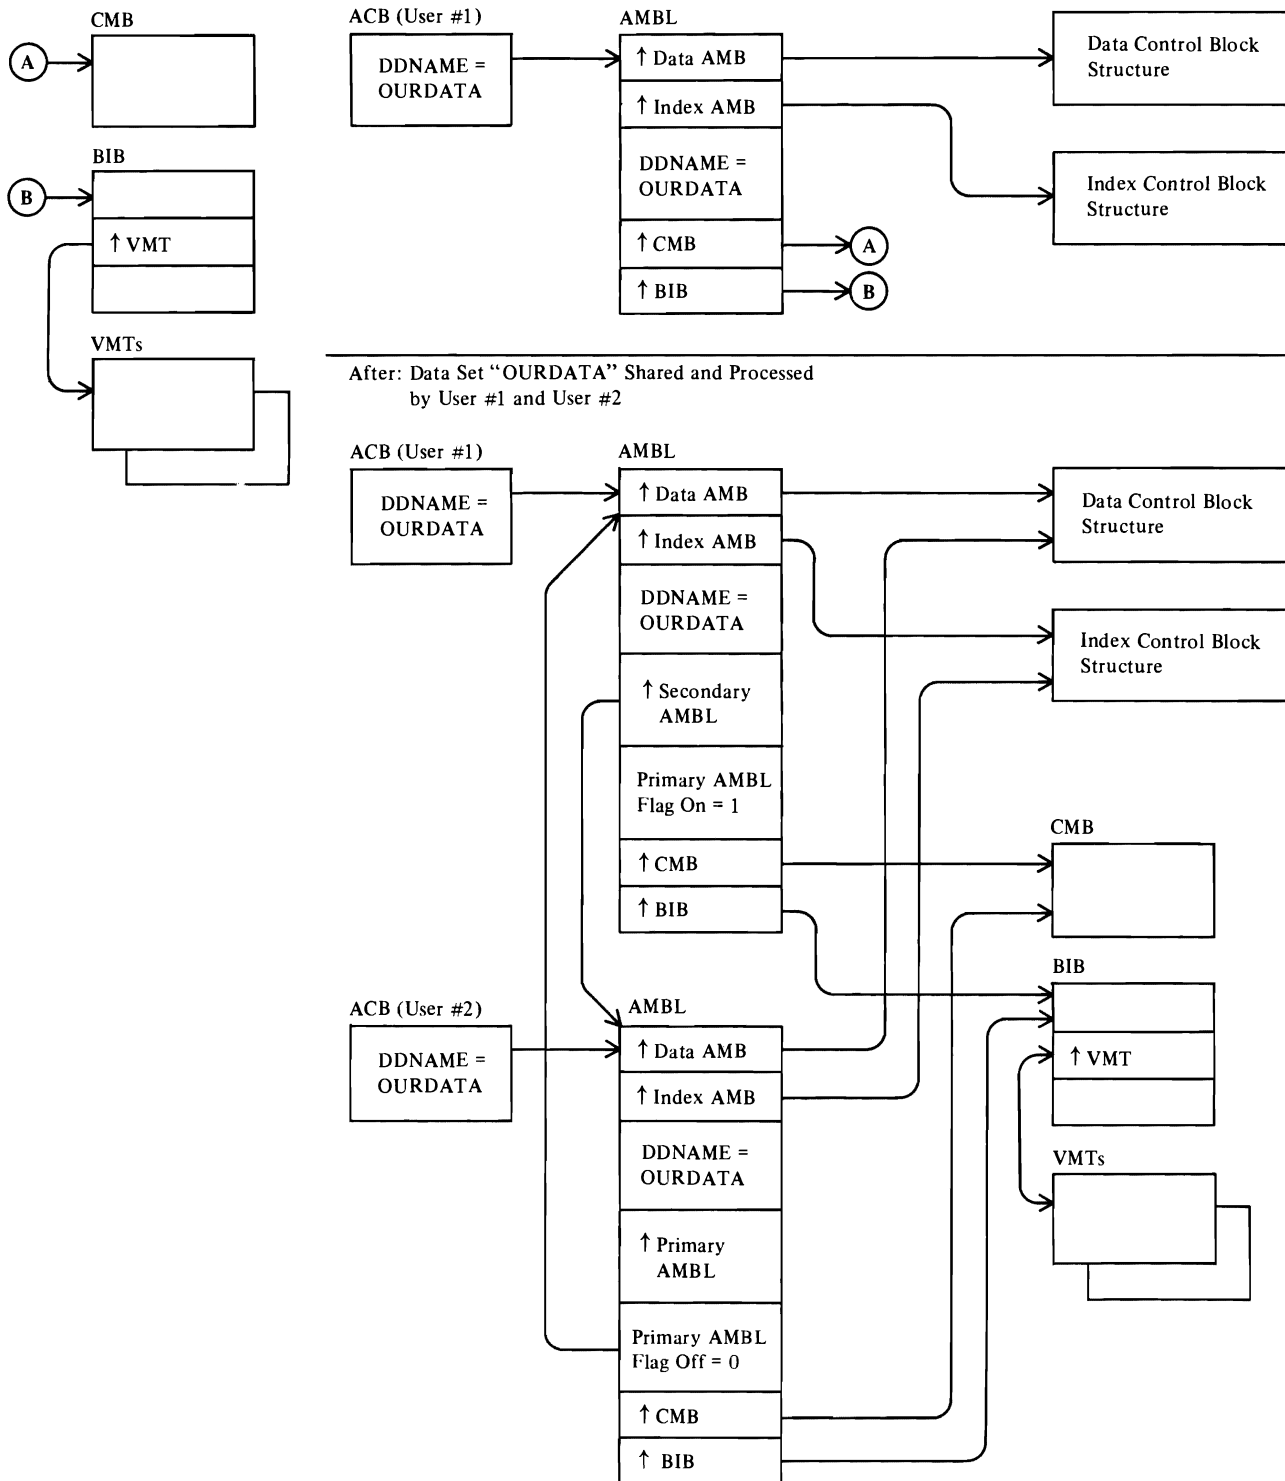 CMB
A
BIB
B
↑ VMT
VMTs
ACB (User #1)
DDNAME =
OURDATA
AMBL
↑ Data AMB
↑ Index AMB
DDNAME =
OURDATA
↑ CMB
A
↑ BIB
B
Data Control Block
Structure
Index Control Block
Structure
After: Data Set “OURDATA” Shared and Processed
by User #1 and User #2
ACB (User #1)
DDNAME =
OURDATA
AMBL
↑ Data AMB
↑ Index AMB
DDNAME =
OURDATA
↑ Secondary
AMBL
Primary AMBL
Flag On = 1
↑ CMB
↑ BIB
Data Control Block
Structure
Index Control Block
Structure
CMB
BIB
↑ VMT
VMTs
ACB (User #2)
DDNAME =
OURDATA
AMBL
↑ Data AMB
↑ Index AMB
DDNAME =
OURDATA
↑ Primary
AMBL
Primary AMBL
Flag Off = 0
↑ CMB
↑ BIB